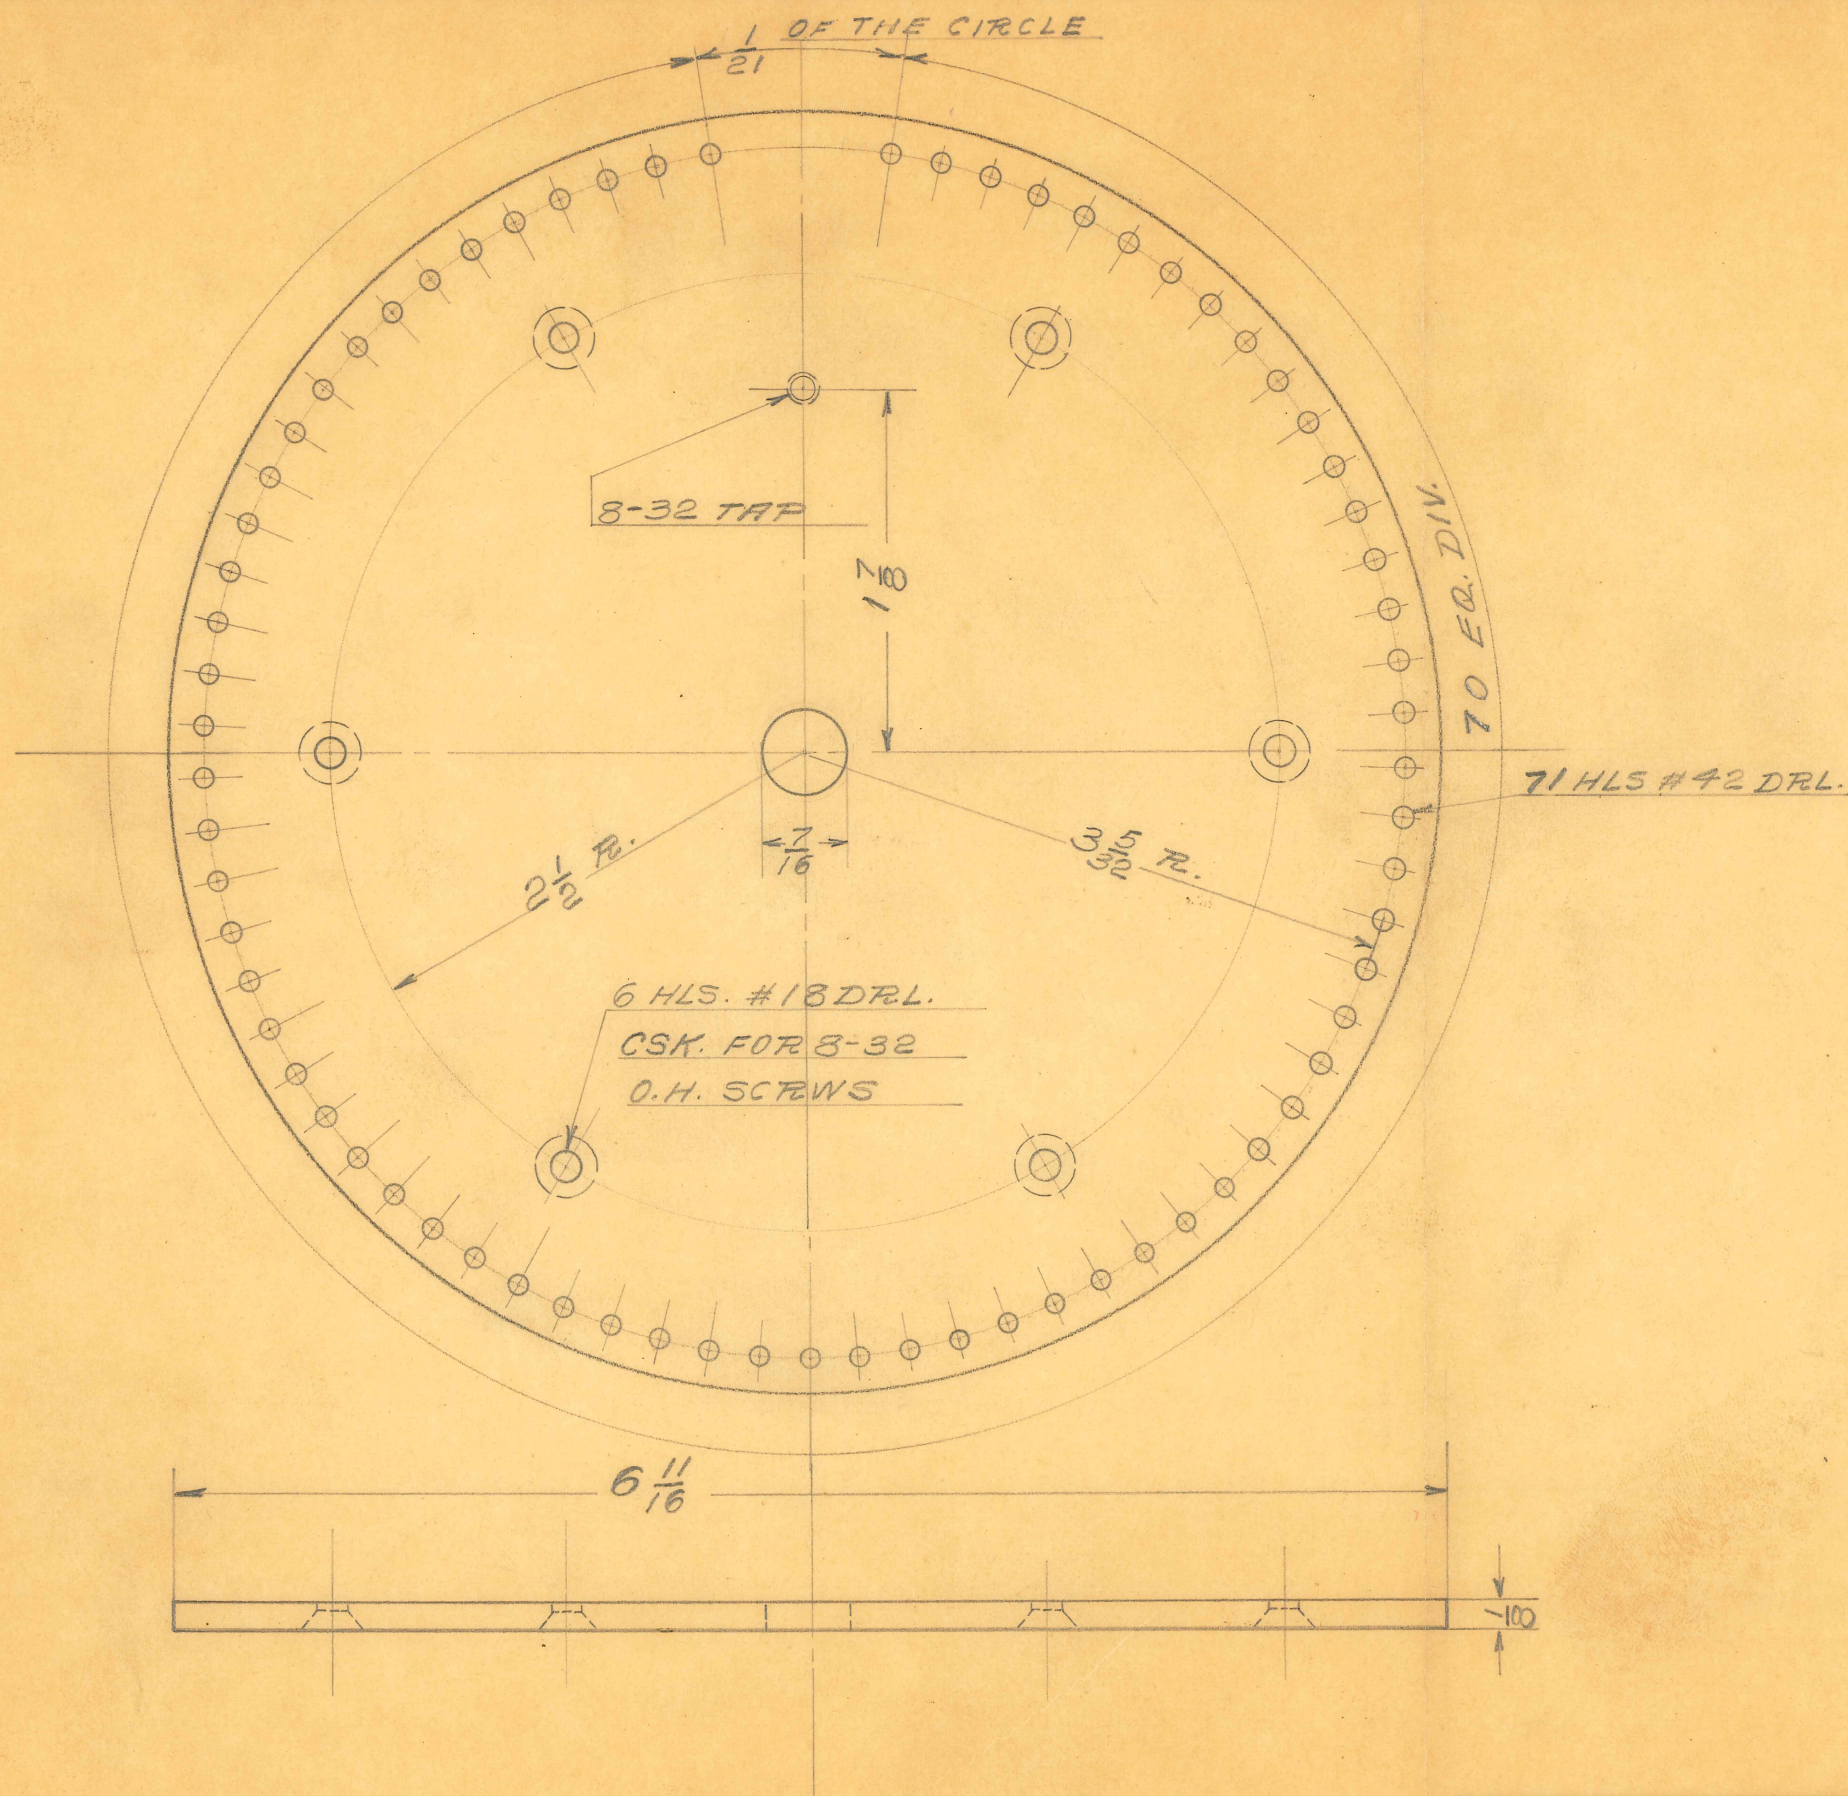 1/21 OF THE CIRCLE
8-32 TAP
1 7/8
70 EQ. DIV.
71 HLS #42 DRL.
7/16
3 5/32 R.
2 1/2 R.
6 HLS. #18 DRL.
CSK. FOR 8-32
O.H. SCRWS
6 11/16
.100